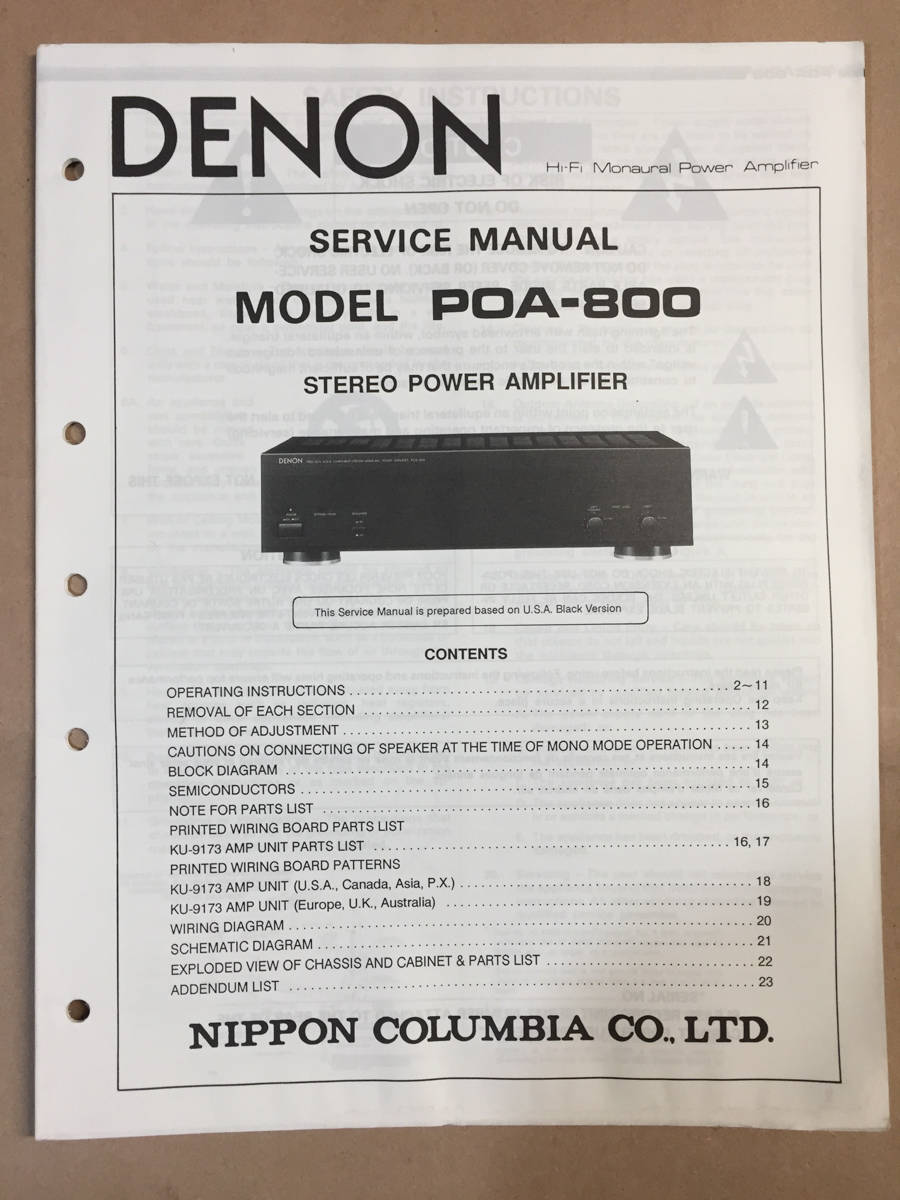 DENON
Hi-Fi Monaural Power Amplifier
SERVICE MANUAL
MODEL POA-800
STEREO POWER AMPLIFIER
DENON
This Service Manual is prepared based on U.S.A. Black Version
CONTENTS
OPERATING INSTRUCTIONS . . . . . . . . . . 2~11
REMOVAL OF EACH SECTION . . . . . . . . . . 12
METHOD OF ADJUSTMENT . . . . . . . . . . 13
CAUTIONS ON CONNECTING OF SPEAKER AT THE TIME OF MONO MODE OPERATION . . . . . 14
BLOCK DIAGRAM . . . . . . . . . . 14
SEMICONDUCTORS . . . . . . . . . . 15
NOTE FOR PARTS LIST . . . . . . . . . . 16
PRINTED WIRING BOARD PARTS LIST
KU-9173 AMP UNIT PARTS LIST . . . . . . . . . . 16, 17
PRINTED WIRING BOARD PATTERNS
KU-9173 AMP UNIT (U.S.A., Canada, Asia, P.X.) . . . . . . . . . . 18
KU-9173 AMP UNIT (Europe, U.K., Australia) . . . . . . . . . . 19
WIRING DIAGRAM . . . . . . . . . . 20
SCHEMATIC DIAGRAM . . . . . . . . . . 21
EXPLODED VIEW OF CHASSIS AND CABINET & PARTS LIST . . . . . . . . . . 22
ADDENDUM LIST . . . . . . . . . . 23
NIPPON COLUMBIA CO., LTD.